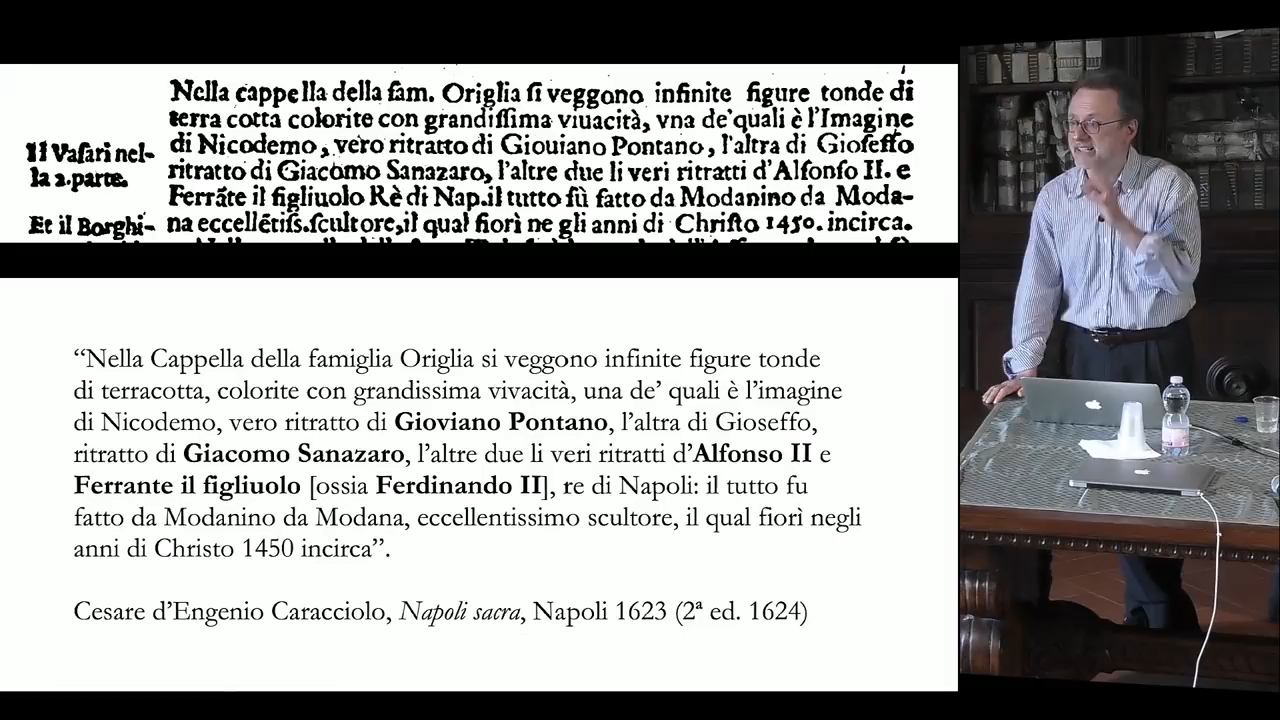 Nella cappella della fam. Origlia si veggono infinite figure tonde di
terra cotta colorite con grandissima viuacità, vna de'quali è l'Imagine
di Nicodemo, vero ritratto di Giouiano Pontano, l'altra di Gioseffo
ritratto di Giacomo Sanazaro, l'altre due li veri ritratti d'Alfonso II. e
Ferrāte il figliuolo Rè di Nap.il tutto fù fatto da Modanino da Moda-
na eccellētiss.scultore,il qual fiorì ne gli anni di Christo 1450. incirca.
Il Vasari nel-
la 2.parte.
Et il Borghi-
“Nella Cappella della famiglia Origlia si veggono infinite figure tonde
di terracotta, colorite con grandissima vivacità, una de’ quali è l’imagine
di Nicodemo, vero ritratto di Gioviano Pontano, l’altra di Gioseffo,
ritratto di Giacomo Sanazaro, l’altre due li veri ritratti d’Alfonso II e
Ferrante il figliuolo [ossia Ferdinando II], re di Napoli: il tutto fu
fatto da Modanino da Modana, eccellentissimo scultore, il qual fiorì negli
anni di Christo 1450 incirca”.
Cesare d’Engenio Caracciolo, Napoli sacra, Napoli 1623 (2ª ed. 1624)